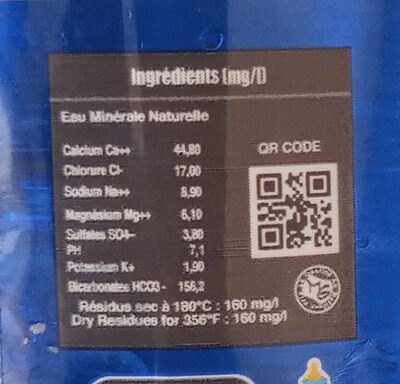 Ingrédients (mg/l)
Eau Minérale Naturelle
Calcium Ca++ 44,80
QR CODE
Chlorure Cl- 17,00
Sodium Na++ 8,90
Magnésium Mg++ 6,10
Sulfates SO4-- 3,80
PH 7,1
Potassium K+ 1,90
Bicarbonates HCO3 - 156,2
Résidus sec à 180°C : 160 mg/l
Dry Residues for 356°F : 160 mg/l